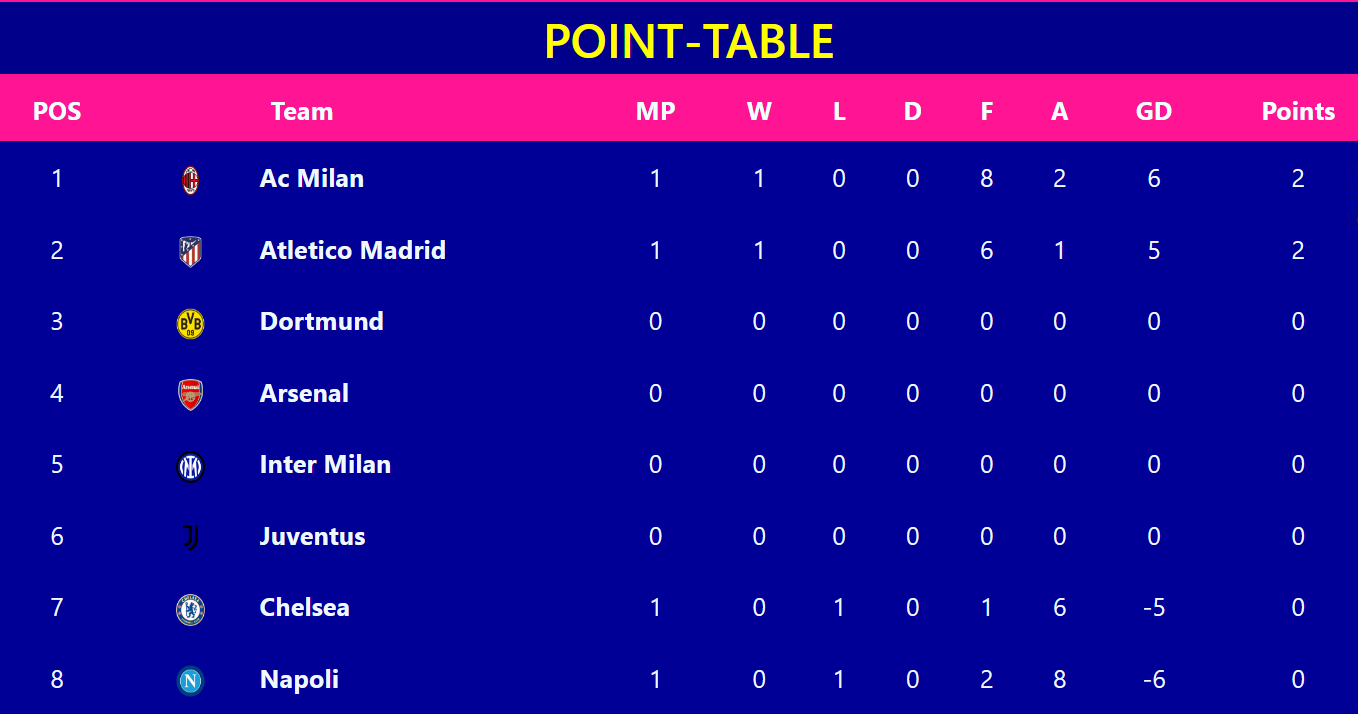 POINT-TABLE
POS Team MP W L D F A GD Points
1 Ac Milan 1 1 0 0 8 2 6 2
2 Atletico Madrid 1 1 0 0 6 1 5 2
3 BVB 09 Dortmund 0 0 0 0 0 0 0 0
4 Arsenal Arsenal 0 0 0 0 0 0 0 0
5 Inter Milan 0 0 0 0 0 0 0 0
6 Juventus 0 0 0 0 0 0 0 0
7 Chelsea 1 0 1 0 1 6 -5 0
8 N Napoli 1 0 1 0 2 8 -6 0